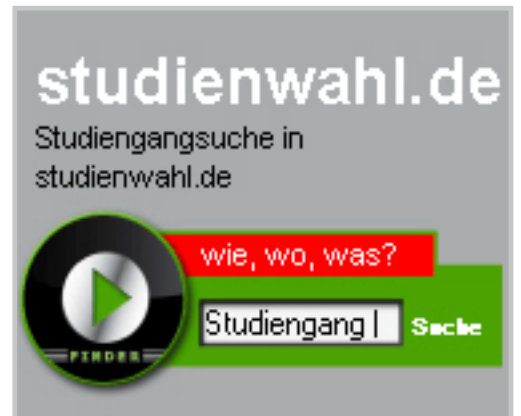 studienwahl.de
Studiengangsuche in
studienwahl.de
wie, wo, was?
Studiengang
Suche
FINDER